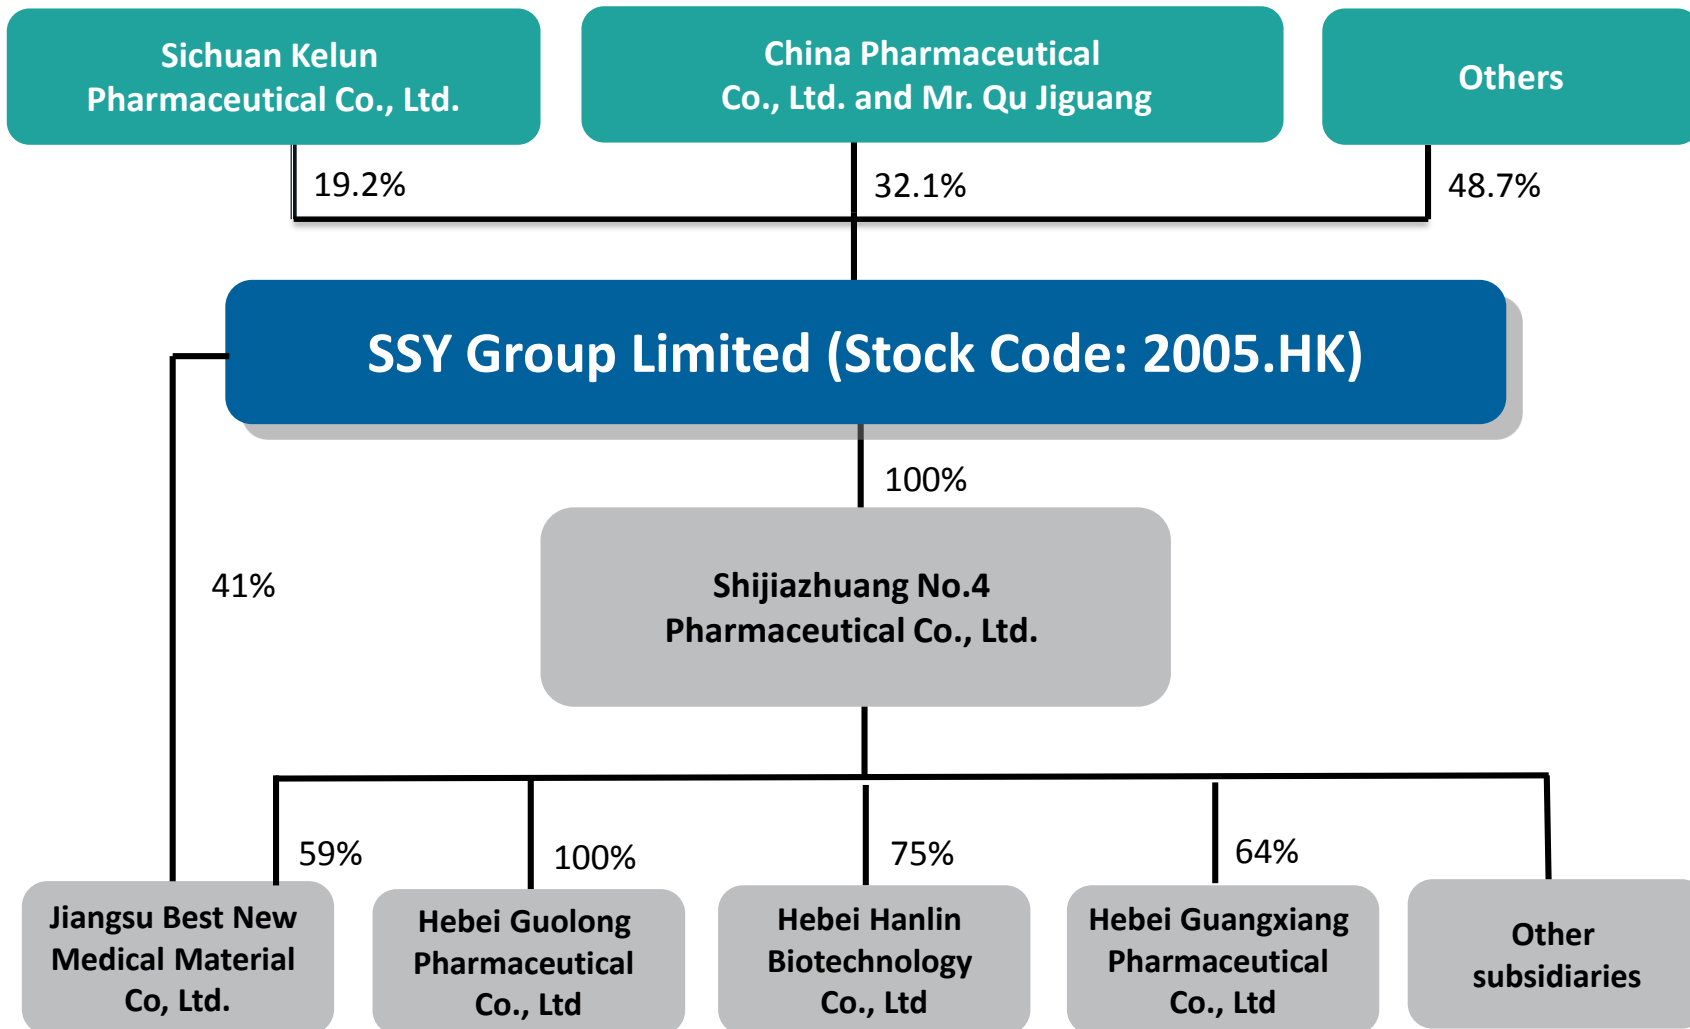 Sichuan Kelun
Pharmaceutical Co., Ltd.
China Pharmaceutical
Co., Ltd. and Mr. Qu Jiguang
Others
19.2%
32.1%
48.7%
SSY Group Limited (Stock Code: 2005.HK)
100%
41%
Shijiazhuang No.4
Pharmaceutical Co., Ltd.
59%
100%
75%
64%
Jiangsu Best New
Medical Material
Co, Ltd.
Hebei Guolong
Pharmaceutical
Co., Ltd
Hebei Hanlin
Biotechnology
Co., Ltd
Hebei Guangxiang
Pharmaceutical
Co., Ltd
Other
subsidiaries